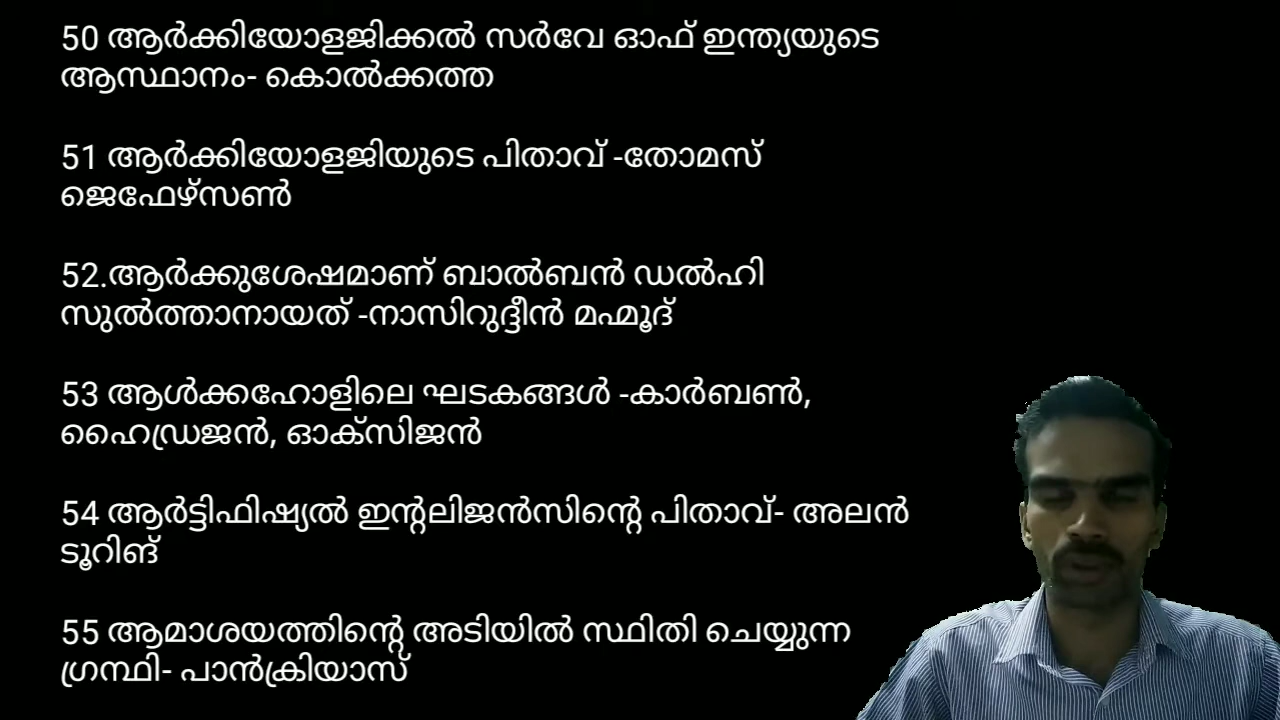 50 ആർക്കിയോളജിക്കൽ സർവേ ഓഫ് ഇന്ത്യയുടെ
ആസ്ഥാനം- കൊൽക്കത്ത
51 ആർക്കിയോളജിയുടെ പിതാവ് -തോമസ്
ജെഫേഴ്സൺ
52.ആർക്കുശേഷമാണ് ബാൽബൻ ഡൽഹി
സുൽത്താനായത് -നാസിറുദ്ദീൻ മഹ്മൂദ്
53 ആൾക്കഹോളിലെ ഘടകങ്ങൾ -കാർബൺ,
ഹൈഡ്രജൻ, ഓക്സിജൻ
54 ആർട്ടിഫിഷ്യൽ ഇന്റലിജൻസിന്റെ പിതാവ്- അലൻ
ടൂറിങ്
55 ആമാശയത്തിന്റെ അടിയിൽ സ്ഥിതി ചെയ്യുന്ന
ഗ്രന്ഥി- പാൻക്രിയാസ്